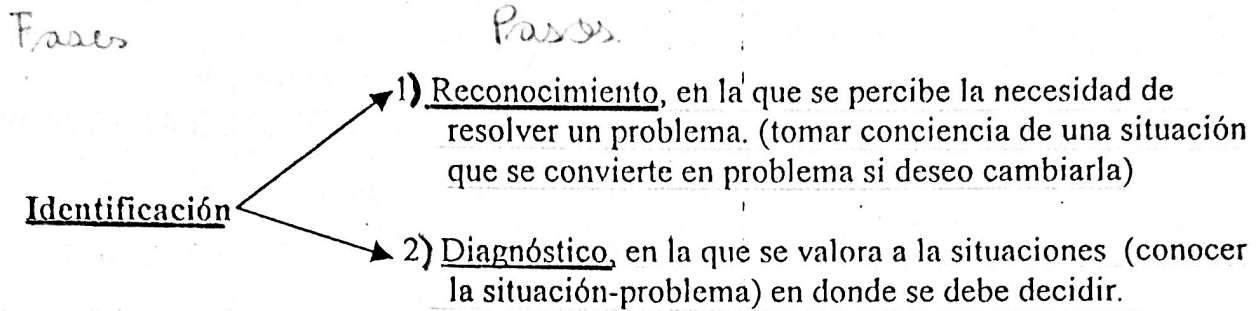 Fases Pasos.
1) Reconocimiento, en la que se percibe la necesidad de
resolver un problema. (tomar conciencia de una situación
que se convierte en problema si deseo cambiarla)
Identificación
2) Diagnóstico, en la que se valora a la situaciones (conocer
la situación-problema) en donde se debe decidir.